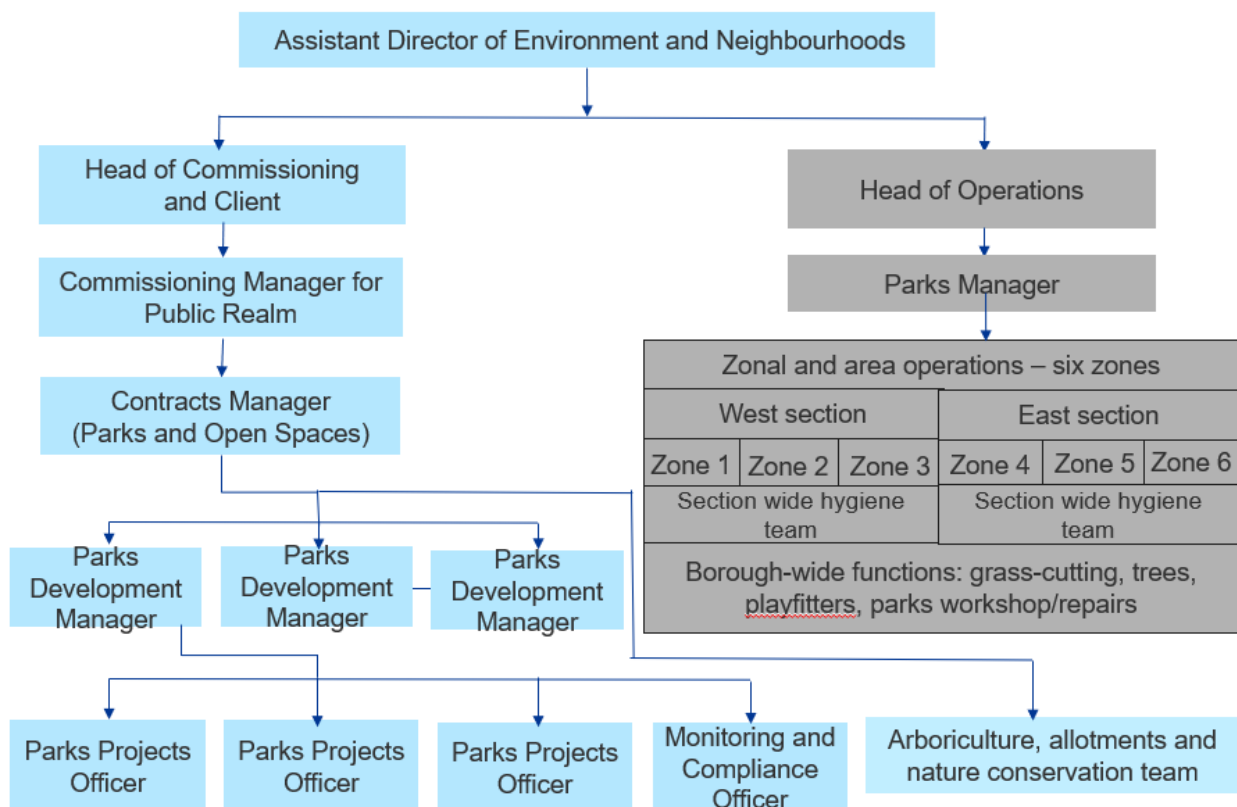 Assistant Director of Environment and Neighbourhoods
Head of Commissioning
and Client
Head of Operations
Commissioning Manager for
Public Realm
Parks Manager
Contracts Manager
(Parks and Open Spaces)
Zonal and area operations – six zones
West section
East section
Zone 1
Zone 2
Zone 3
Zone 4
Zone 5
Zone 6
Section wide hygiene
team
Section wide hygiene
team
Borough-wide functions: grass-cutting, trees,
playfitters, parks workshop/repairs
Parks
Development
Manager
Parks
Development
Manager
Parks
Development
Manager
Parks Projects
Officer
Parks Projects
Officer
Parks Projects
Officer
Monitoring and
Compliance
Officer
Arboriculture, allotments and
nature conservation team